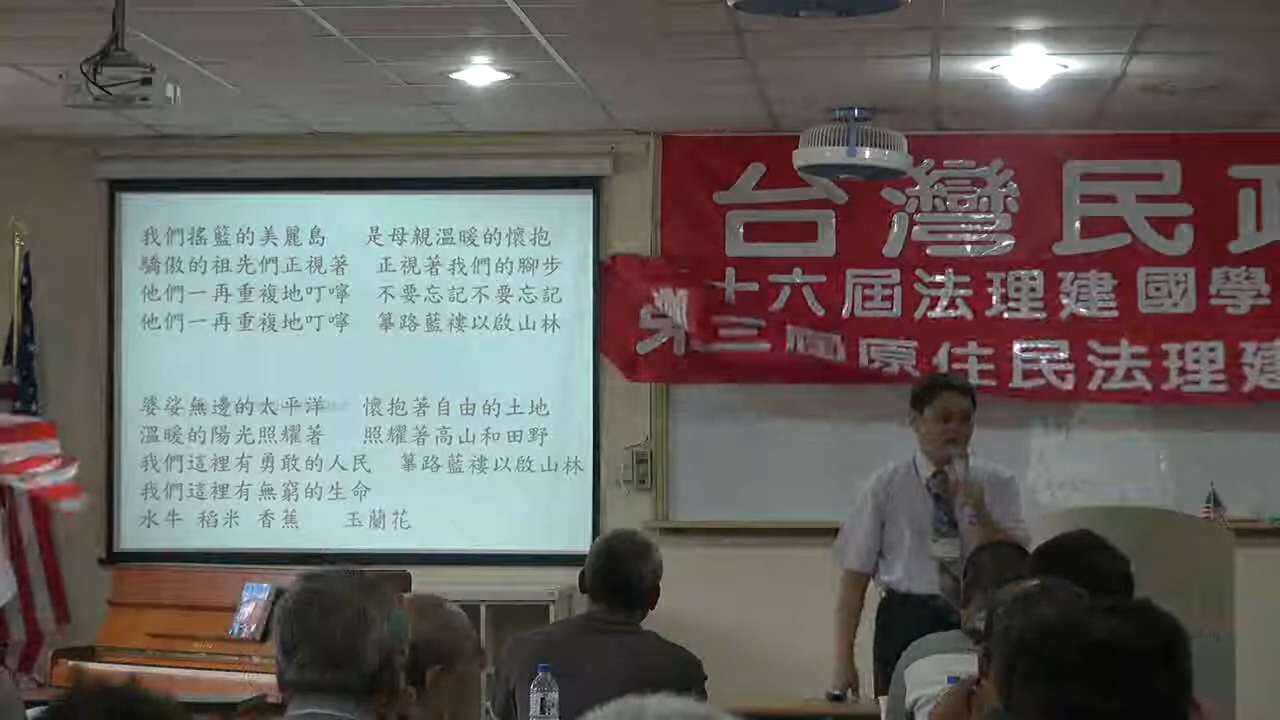 我們搖籃的美麗島 是母親溫暖的懷抱
驕傲的祖先們正視著 正視著我們的腳步
他們一再重複地叮嚀 不要忘記不要忘記
他們一再重複地叮嚀 篳路藍褸以啟山林
婆娑無邊的太平洋 懷抱著自由的土地
溫暖的陽光照耀著 照耀著高山和田野
我們這裡有勇敢的人民 篳路藍褸以啟山林
我們這裡有無窮的生命
水牛 稻米 香蕉 玉蘭花
台灣民政
十六屆法理建國學
第三屆原住民法理建